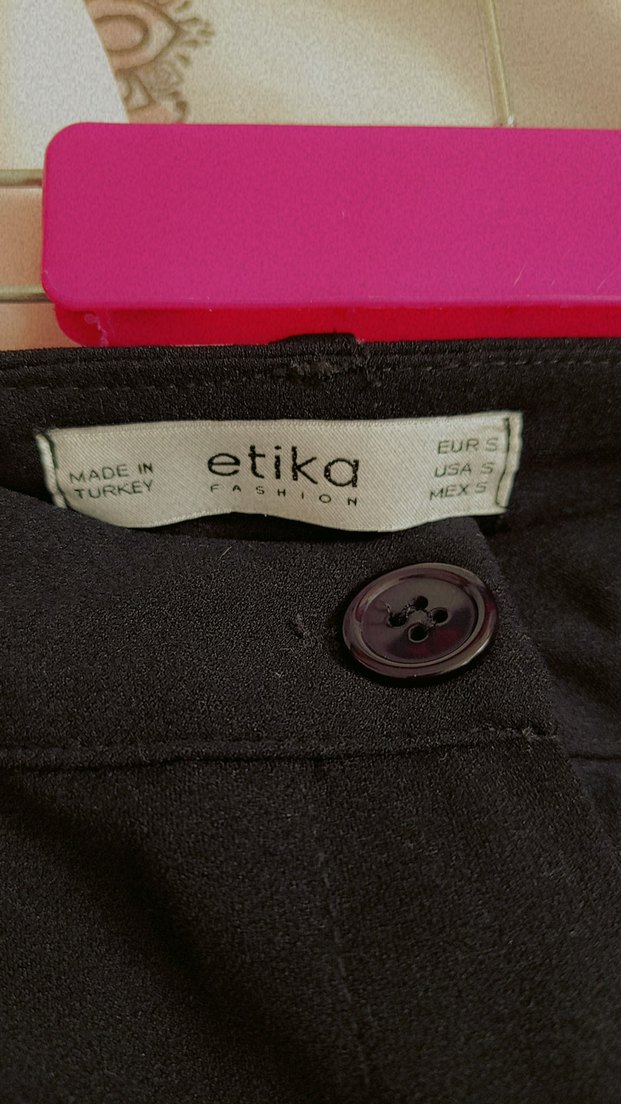 MADE IN
TURKEY
etika
FASHION
EUR S
USA S
MEX S